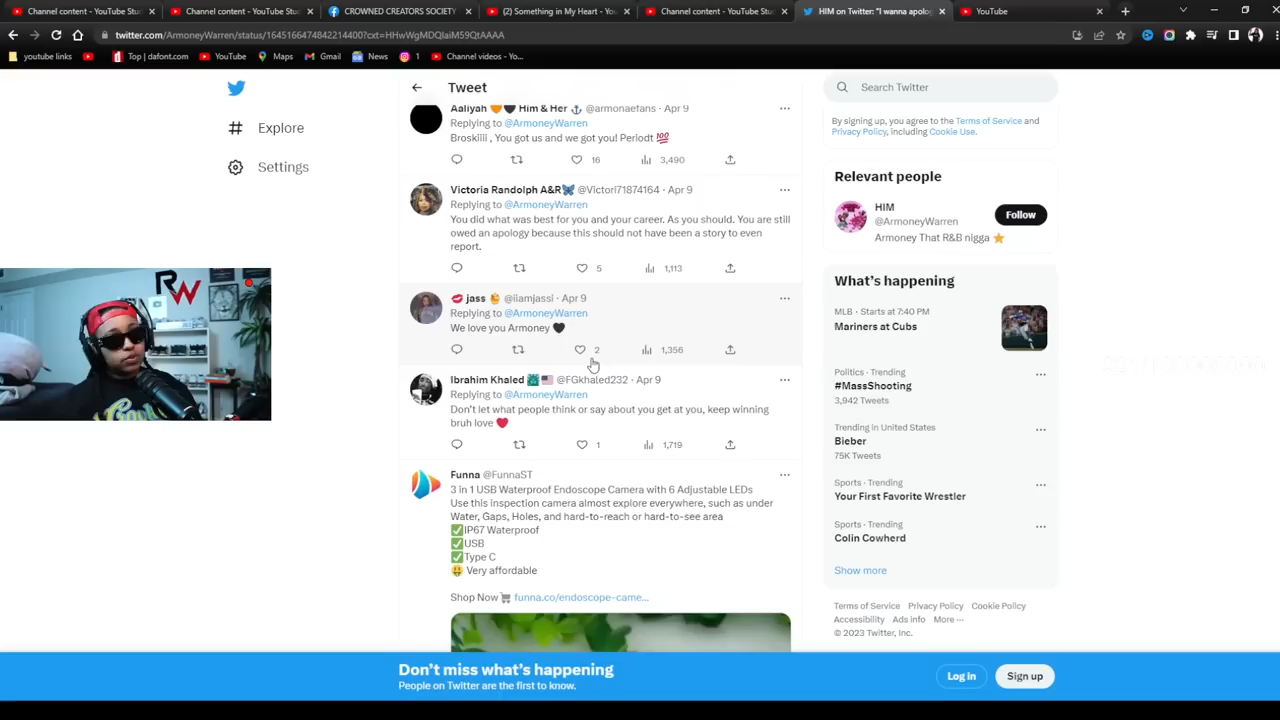 Channel content - YouTube Stu
Channel content - YouTube Stu
CROWNED CREATORS SOCIETY
(2) Something in My Heart - You
Channel content - YouTube Stu
HIM on Twitter: "I wanna apolog
YouTube
twitter.com/ArmoneyWarren/status/1645166474842214400?cxt=HHwWgMDQlaiM59QtAAAA
youtube links
Top | dafont.com
YouTube
Maps
Gmail
News
1
Channel videos - Yo...
Explore
Settings
Tweet
Aaliyah 🧡🖤 Him & Her ⚓ @armonaefans · Apr 9
Replying to @ArmoneyWarren
Broskiiii , You got us and we got you! Periodt 💯
16
3,490
Victoria Randolph A&R🦋 @Victori71874164 · Apr 9
Replying to @ArmoneyWarren
You did what was best for you and your career. As you should. You are still
owed an apology because this should not have been a story to even
report.
5
1,113
💋 jass @iiamjassi · Apr 9
Replying to @ArmoneyWarren
We love you Armoney 🖤
2
1,356
Ibrahim Khaled 🇺🇸 @FGkhaled232 · Apr 9
Replying to @ArmoneyWarren
Don't let what people think or say about you get at you, keep winning
bruh love ❤️
1
1,719
Funna @FunnaST
3 in 1 USB Waterproof Endoscope Camera with 6 Adjustable LEDs
Use this inspection camera almost explore everywhere, such as under
Water, Gaps, Holes, and hard-to-reach or hard-to-see area
✅IP67 Waterproof
✅USB
✅Type C
🤑 Very affordable
Shop Now🛒 funna.co/endoscope-came...
Search Twitter
By signing up, you agree to the Terms of Service and
Privacy Policy, including Cookie Use.
Relevant people
HIM
@ArmoneyWarren
Follow
Armoney That R&B nigga ⭐
What's happening
MLB · Starts at 7:40 PM
Mariners at Cubs
Politics · Trending
#MassShooting
3,942 Tweets
Trending in United States
Bieber
75K Tweets
Sports · Trending
Your First Favorite Wrestler
Sports · Trending
Colin Cowherd
Show more
Terms of Service Privacy Policy Cookie Policy
Accessibility Ads info More ···
© 2023 Twitter, Inc.
RW
Don't miss what's happening
People on Twitter are the first to know.
Log in
Sign up